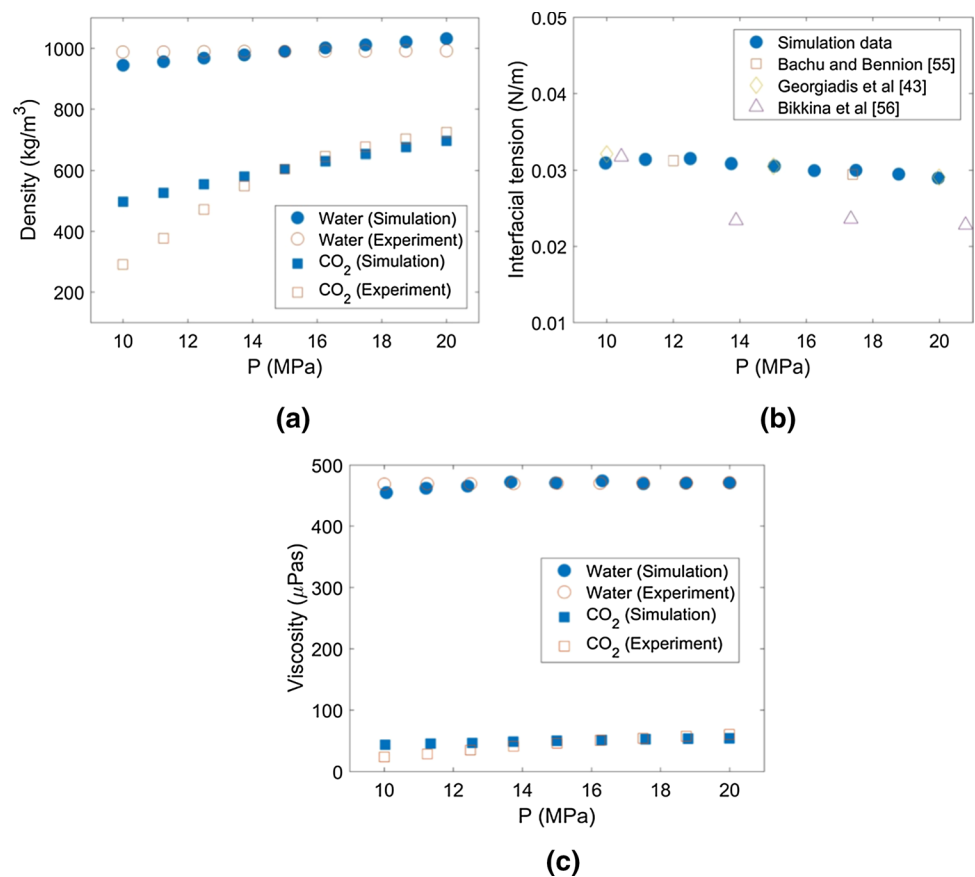 1000
800
600
400
200
Density (kg/m³)
Water (Simulation)
Water (Experiment)
CO₂ (Simulation)
CO₂ (Experiment)
10 12 14 16 18 20
P (MPa)
(a)
0.05
0.04
0.03
0.02
0.01
Interfacial tension (N/m)
Simulation data
Bachu and Bennion [55]
Georgiadis et al [43]
Bikkina et al [56]
10 12 14 16 18 20
P (MPa)
(b)
500
400
300
200
100
0
Viscosity (μPas)
Water (Simulation)
Water (Experiment)
CO₂ (Simulation)
CO₂ (Experiment)
10 12 14 16 18 20
P (MPa)
(c)